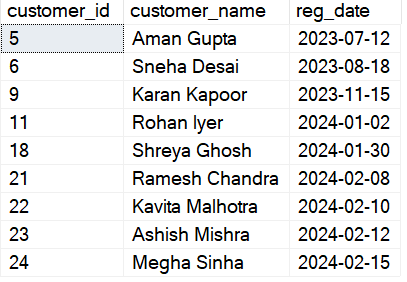 customer_id customer_name reg_date
5 Aman Gupta 2023-07-12
6 Sneha Desai 2023-08-18
9 Karan Kapoor 2023-11-15
11 Rohan Iyer 2024-01-02
18 Shreya Ghosh 2024-01-30
21 Ramesh Chandra 2024-02-08
22 Kavita Malhotra 2024-02-10
23 Ashish Mishra 2024-02-12
24 Megha Sinha 2024-02-15